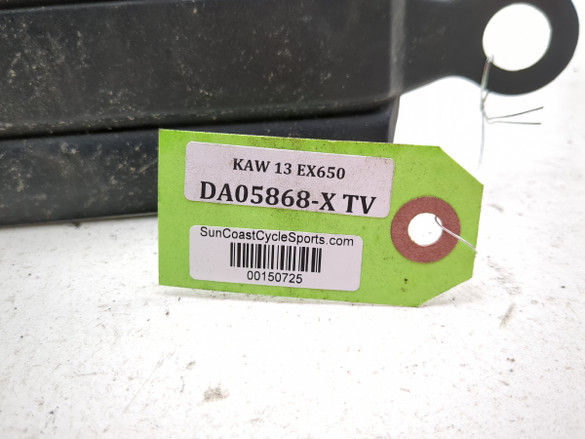 KAW 13 EX650
DA05868-X TV
SunCoastCycleSports.com
00150725